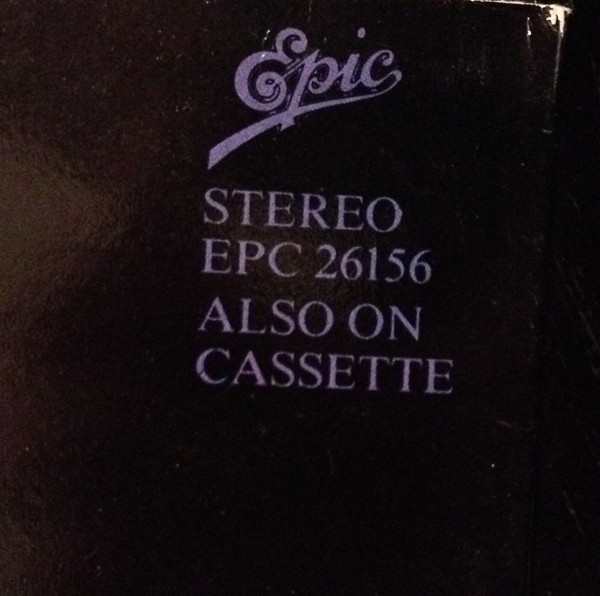 Epic
STEREO
EPC 26156
ALSO ON
CASSETTE